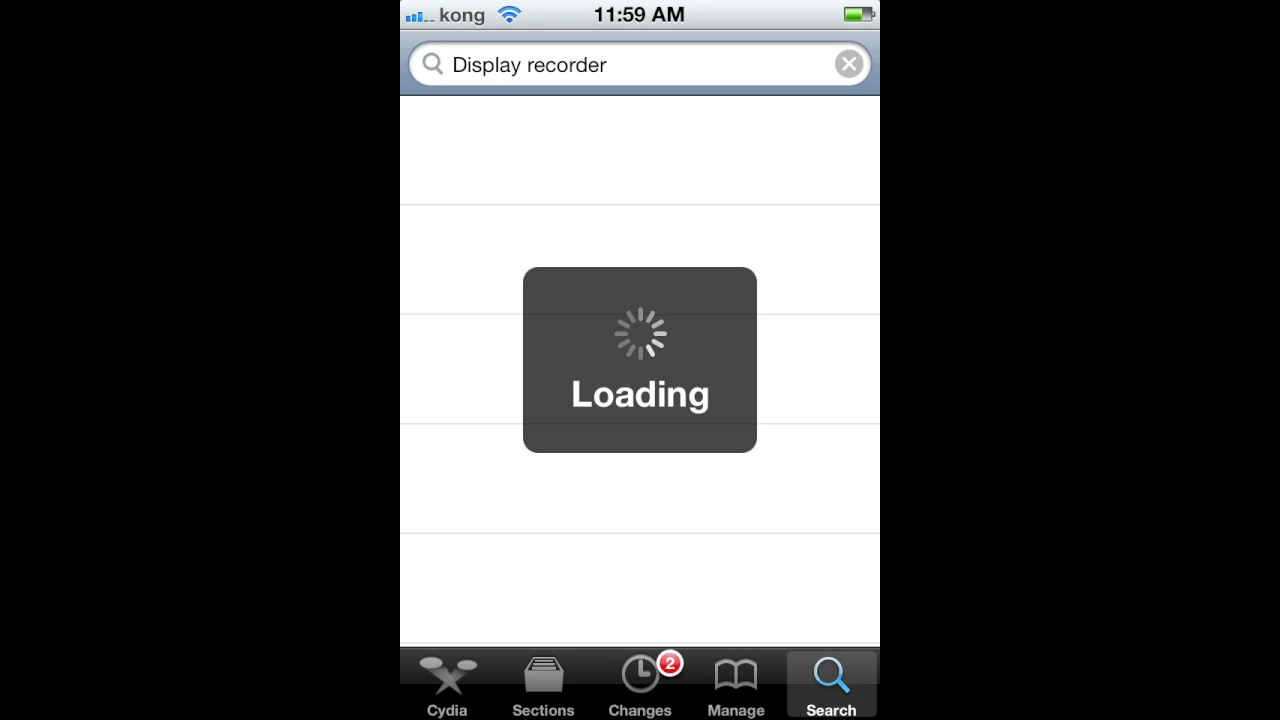 kong 11:59 AM
Display recorder
Loading
2
Cydia Sections Changes Manage Search